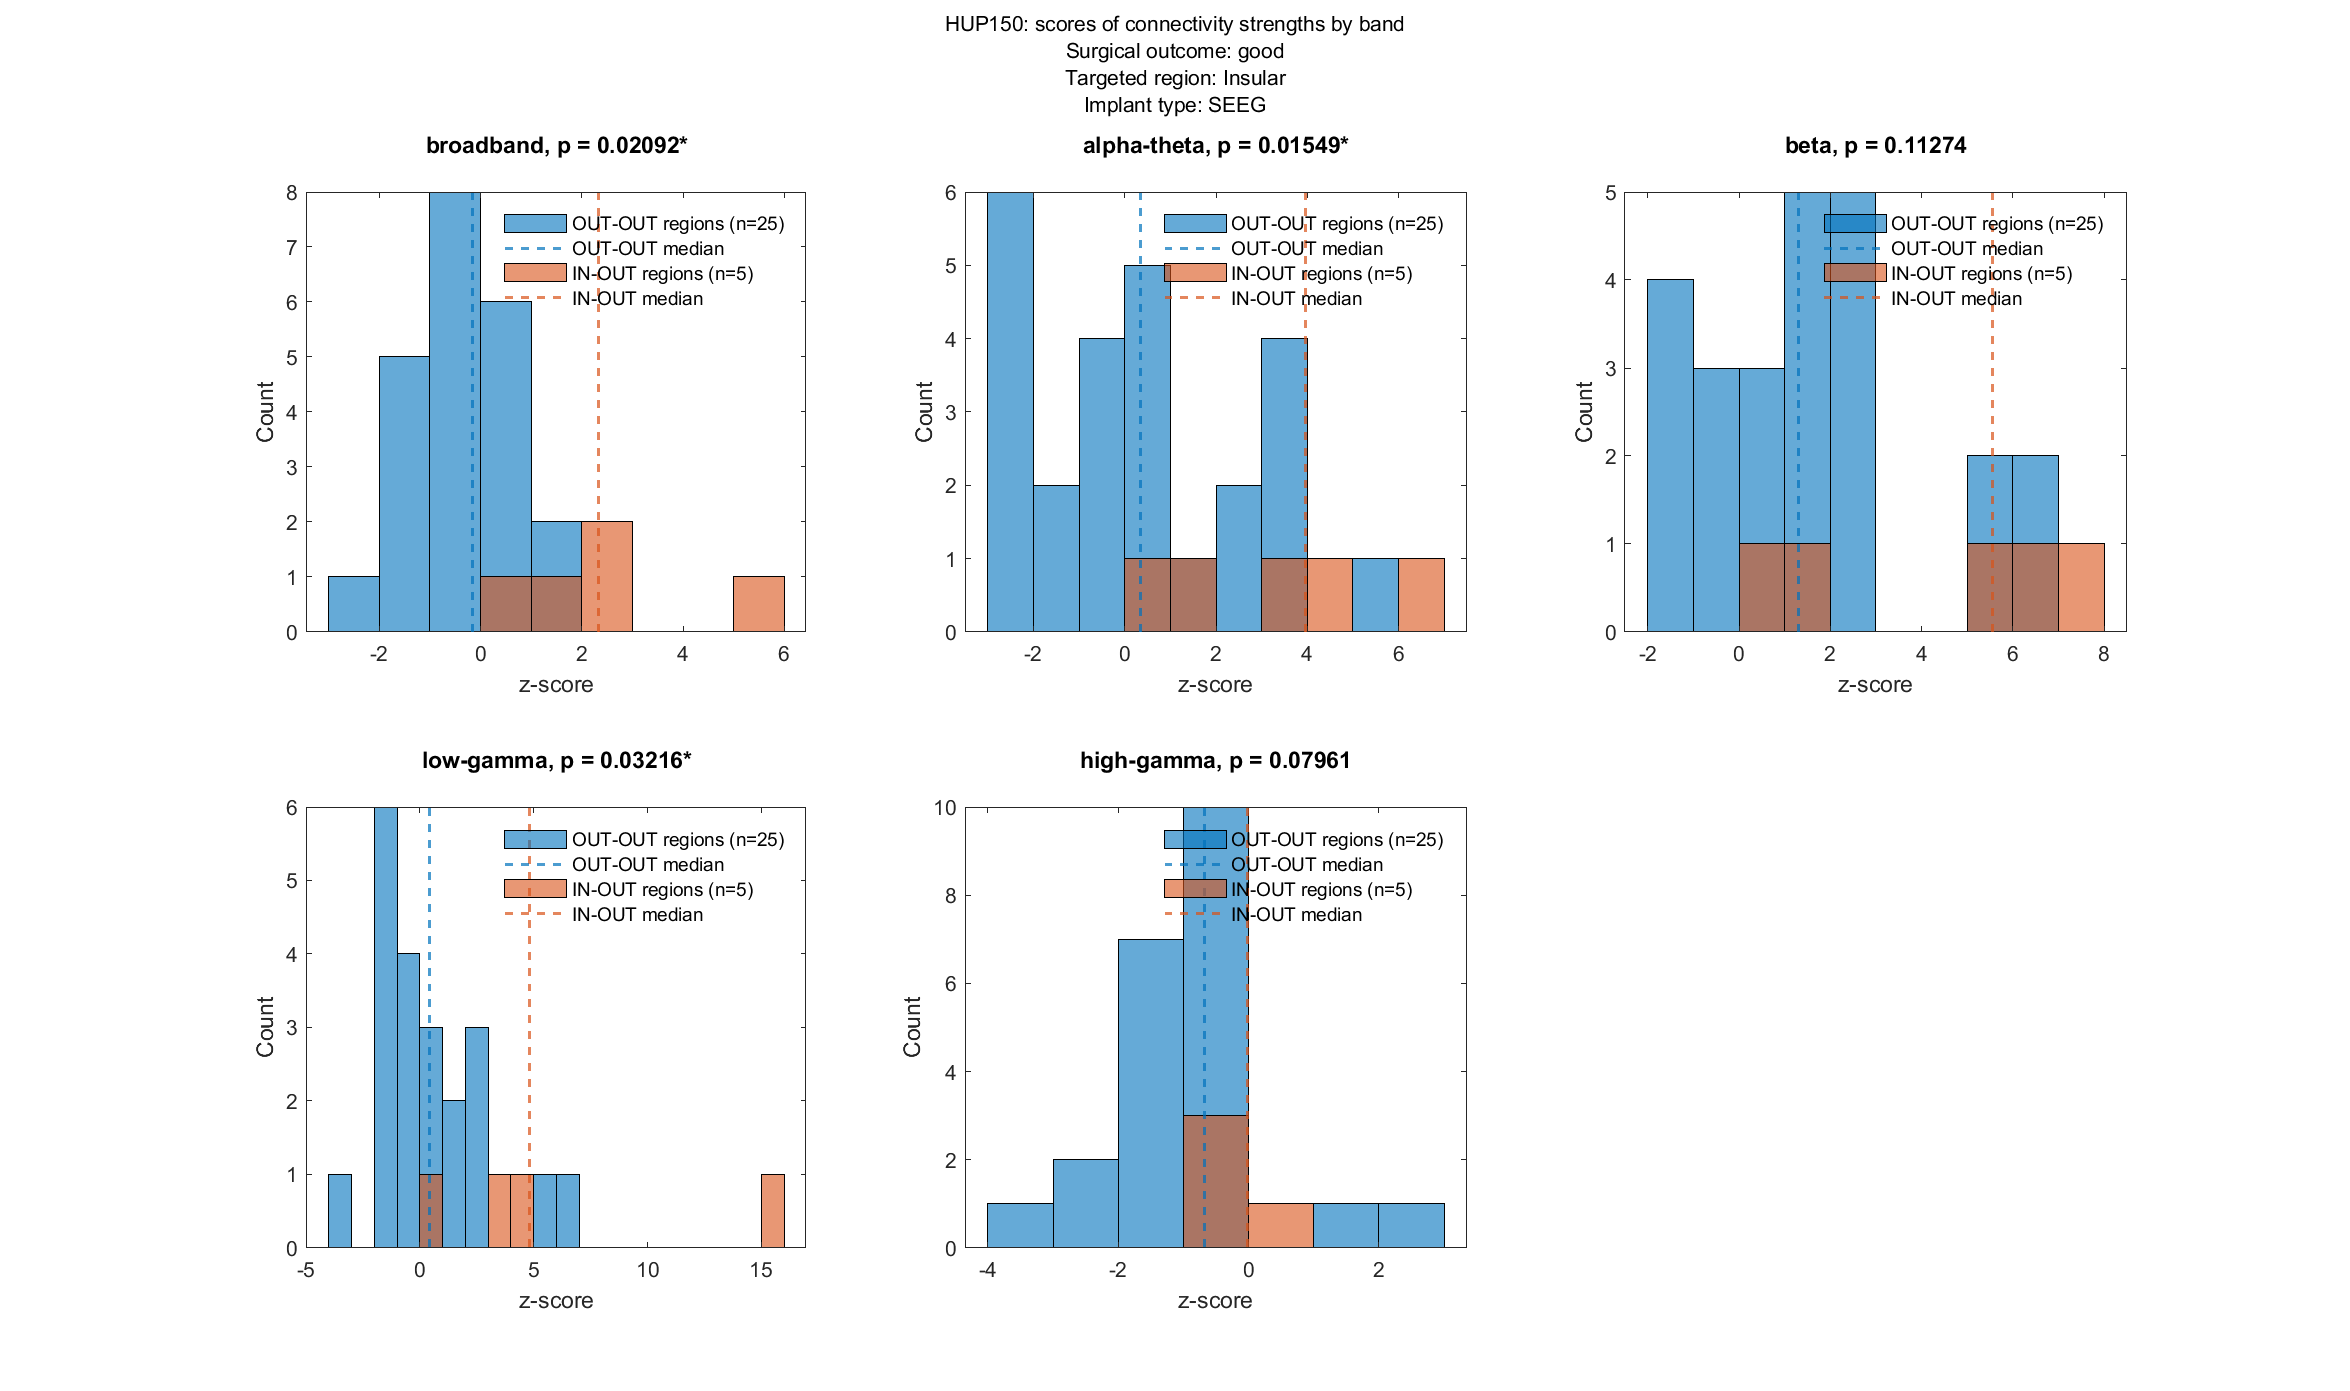 HUP150: scores of connectivity strengths by band
Surgical outcome: good
Targeted region: Insular
Implant type: SEEG
broadband, p = 0.02092*
8
7
6
5
4
3
2
1
0
Count
-2
0
2
4
6
z-score
OUT-OUT regions (n=25)
OUT-OUT median
IN-OUT regions (n=5)
IN-OUT median
alpha-theta, p = 0.01549*
6
5
4
3
2
1
0
Count
-2
0
2
4
6
z-score
OUT-OUT regions (n=25)
OUT-OUT median
IN-OUT regions (n=5)
IN-OUT median
beta, p = 0.11274
5
4
3
2
1
0
Count
-2
0
2
4
6
8
z-score
OUT-OUT regions (n=25)
OUT-OUT median
IN-OUT regions (n=5)
IN-OUT median
low-gamma, p = 0.03216*
6
5
4
3
2
1
0
Count
-5
0
5
10
15
z-score
OUT-OUT regions (n=25)
OUT-OUT median
IN-OUT regions (n=5)
IN-OUT median
high-gamma, p = 0.07961
10
8
6
4
2
0
Count
-4
-2
0
2
z-score
OUT-OUT regions (n=25)
OUT-OUT median
IN-OUT regions (n=5)
IN-OUT median